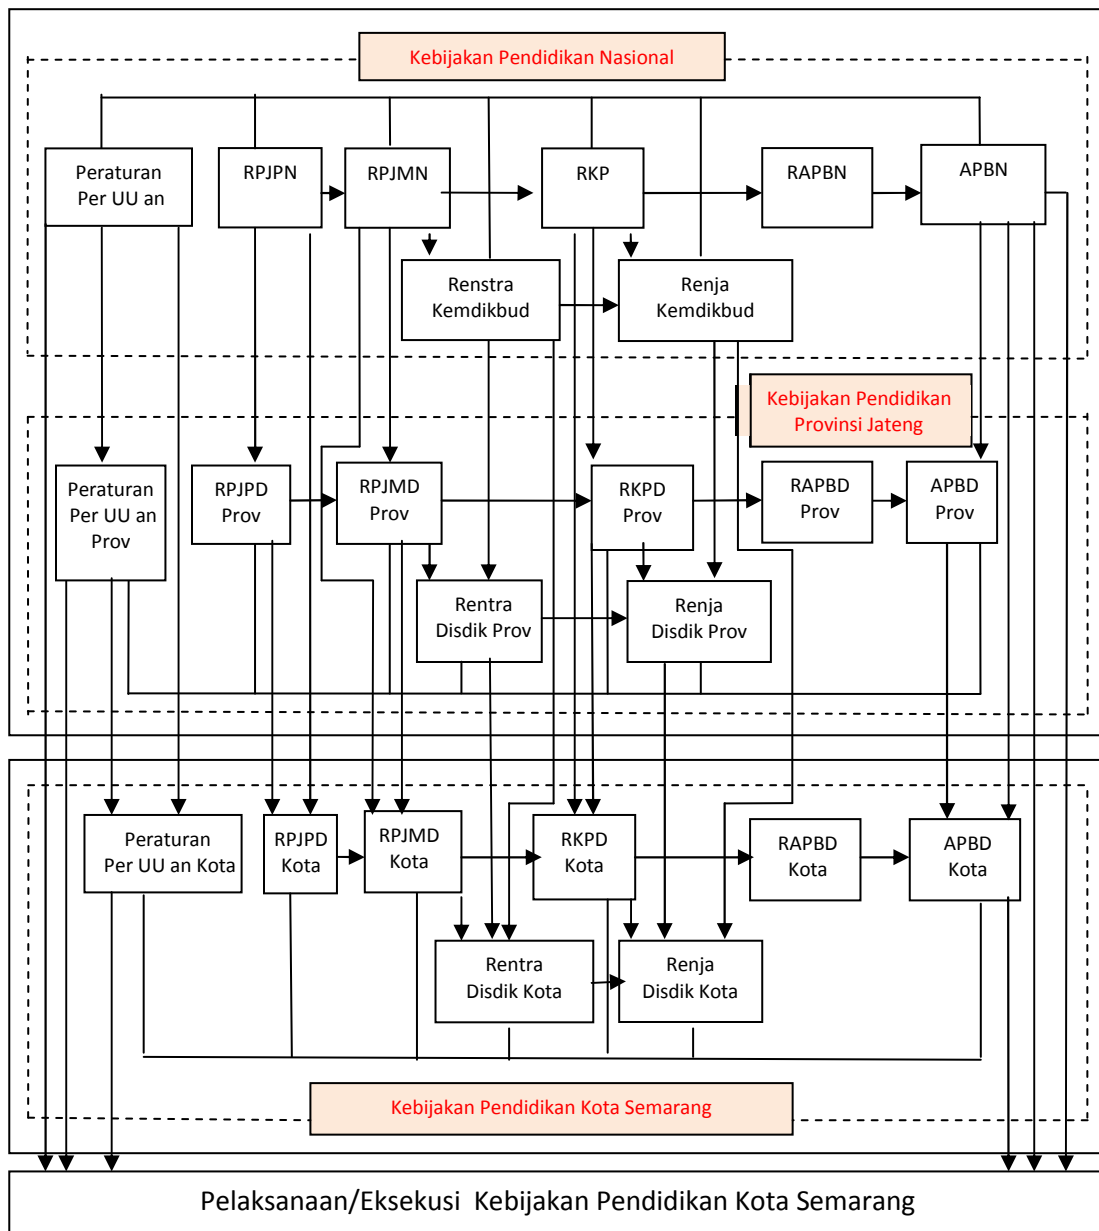 Kebijakan Pendidikan Nasional
Peraturan
Per UU an
RPJPN
RPJMN
RKP
RAPBN
APBN
Renstra
Kemdikbud
Renja
Kemdikbud
Kebijakan Pendidikan
Provinsi Jateng
Peraturan
Per UU an
Prov
RPJPD
Prov
RPJMD
Prov
RKPD
Prov
RAPBD
Prov
APBD
Prov
Rentra
Disdik Prov
Renja
Disdik Prov
Peraturan
Per UU an Kota
RPJPD
Kota
RPJMD
Kota
RKPD
Kota
RAPBD
Kota
APBD
Kota
Rentra
Disdik Kota
Renja
Disdik Kota
Kebijakan Pendidikan Kota Semarang
Pelaksanaan/Eksekusi Kebijakan Pendidikan Kota Semarang